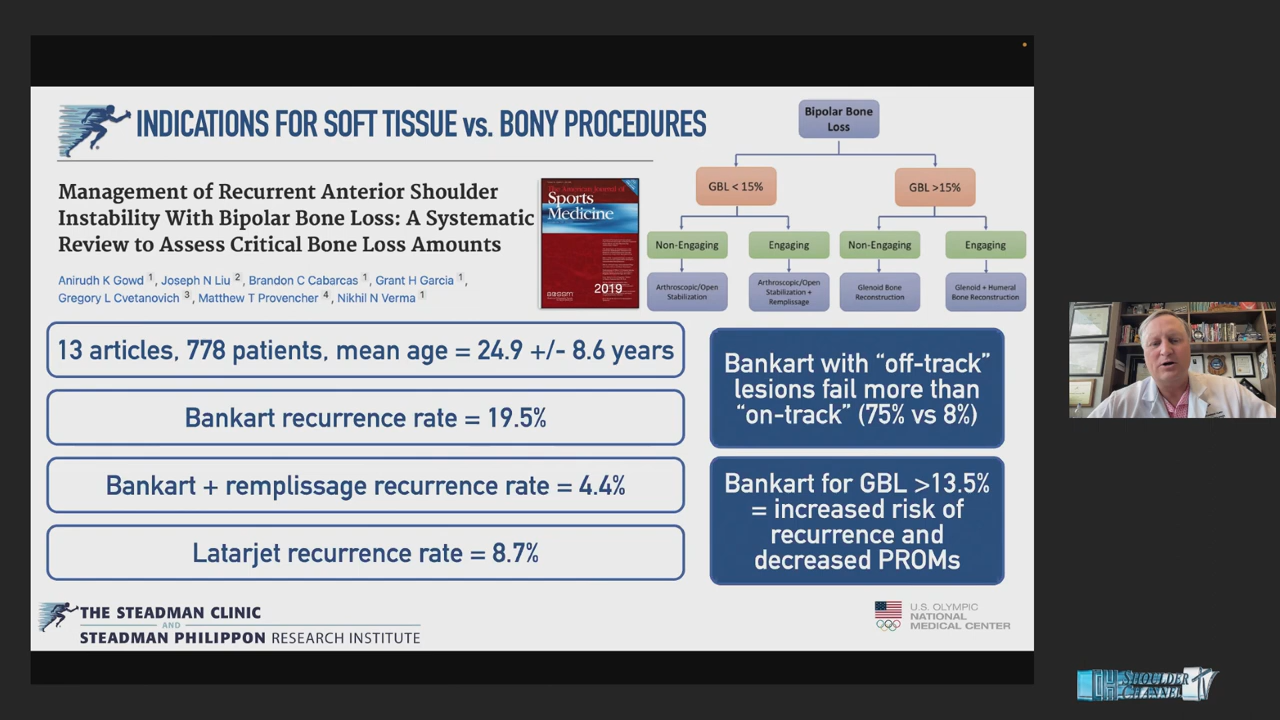 INDICATIONS FOR SOFT TISSUE vs. BONY PROCEDURES
Management of Recurrent Anterior Shoulder
Instability With Bipolar Bone Loss: A Systematic
Review to Assess Critical Bone Loss Amounts
Anirudh K Gowd 1, Joseph N Liu 2, Brandon C Cabarcas 1, Grant H Garcia 1,
Gregory L Cvetanovich 3, Matthew T Provencher 4, Nikhil N Verma 1
The American Journal of
Sports
Medicine
2019
Bipolar Bone
Loss
GBL < 15%
GBL >15%
Non-Engaging
Engaging
Non-Engaging
Engaging
Arthroscopic/Open
Stabilization
Arthroscopic/Open
Stabilization +
Remplissage
Glenoid Bone
Reconstruction
Glenoid + Humeral
Bone Reconstruction
13 articles, 778 patients, mean age = 24.9 +/- 8.6 years
Bankart recurrence rate = 19.5%
Bankart + remplissage recurrence rate = 4.4%
Latarjet recurrence rate = 8.7%
Bankart with “off-track”
lesions fail more than
“on-track” (75% vs 8%)
Bankart for GBL >13.5%
= increased risk of
recurrence and
decreased PROMs
THE STEADMAN CLINIC
AND
STEADMAN PHILIPPON RESEARCH INSTITUTE
U.S. OLYMPIC
NATIONAL
MEDICAL CENTER
SHOULDER
CHANNEL TV